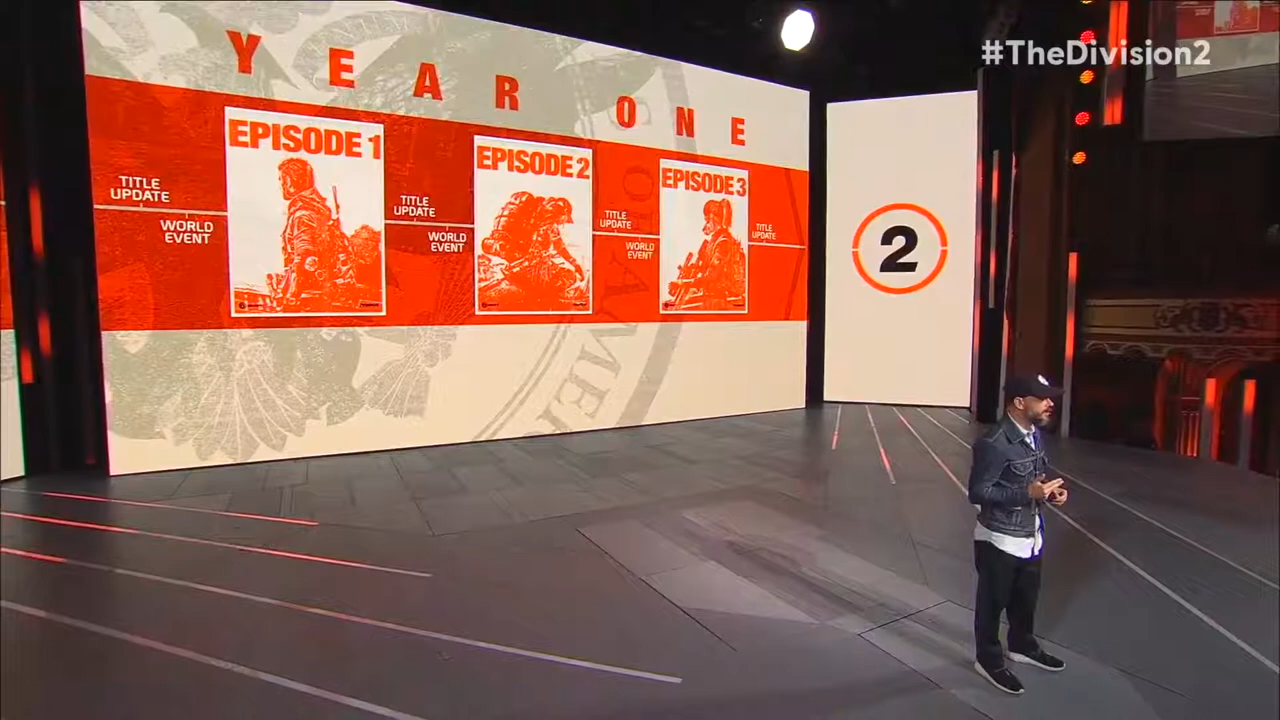 #TheDivision2
YEAR ONE
EPISODE 1
EPISODE 2
EPISODE 3
TITLE
UPDATE
WORLD
EVENT
TITLE
UPDATE
WORLD
EVENT
TITLE
UPDATE
WORLD
EVENT
TITLE
UPDATE
2
AMER